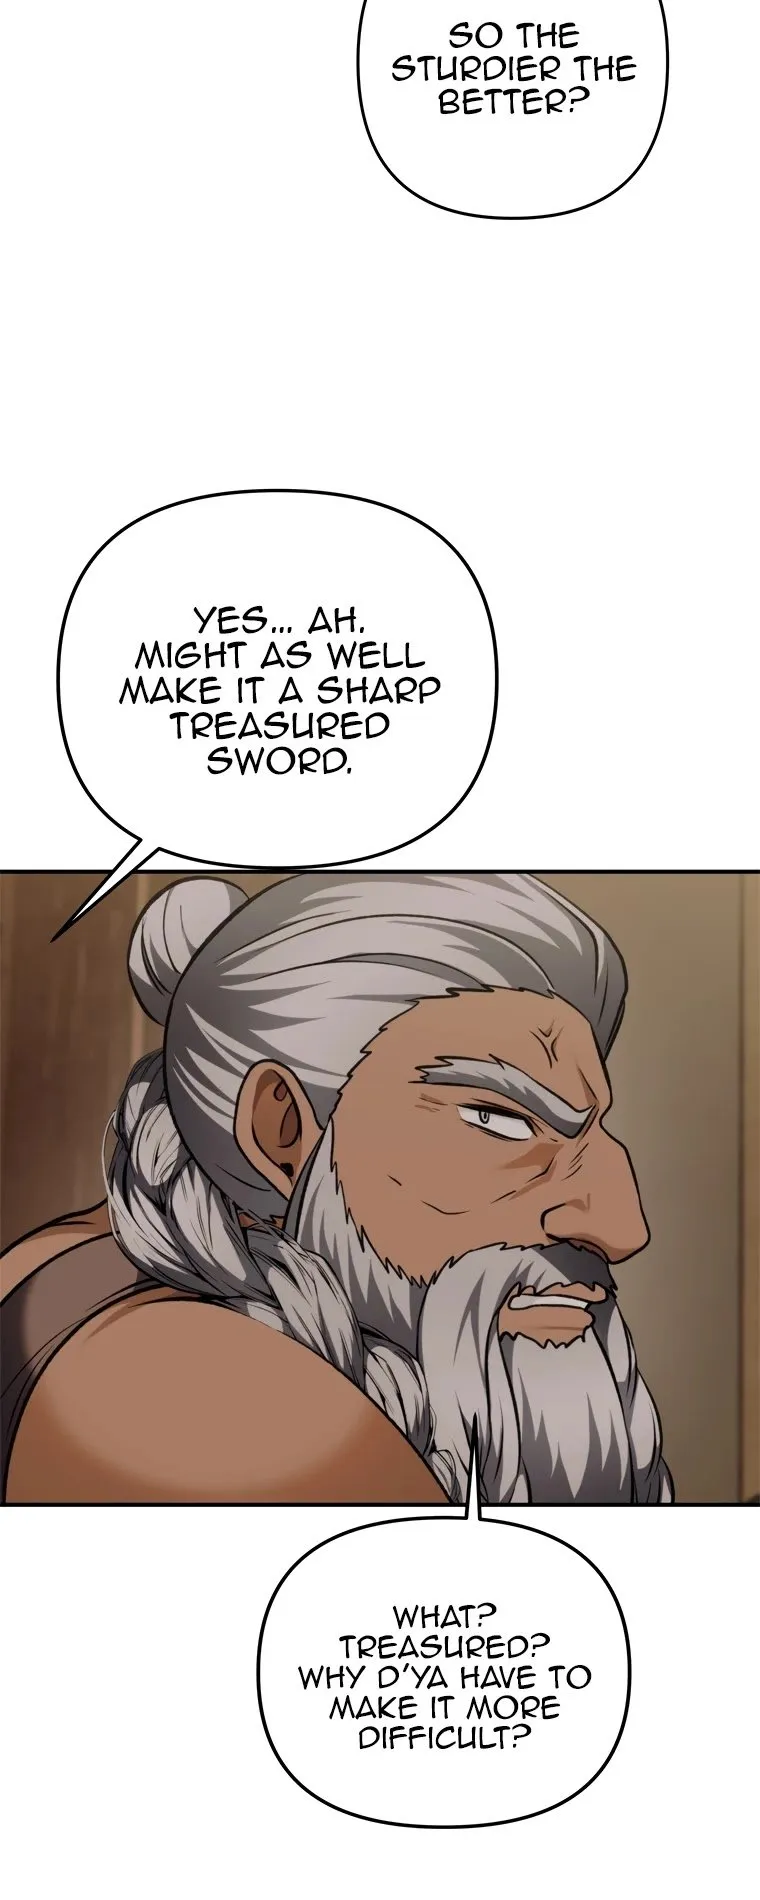 SO THE
STURDIER THE
BETTER?
YES... AH.
MIGHT AS WELL
MAKE IT A SHARP
TREASURED
SWORD.
WHAT?
TREASURED?
WHY D'YA HAVE TO
MAKE IT MORE
DIFFICULT?